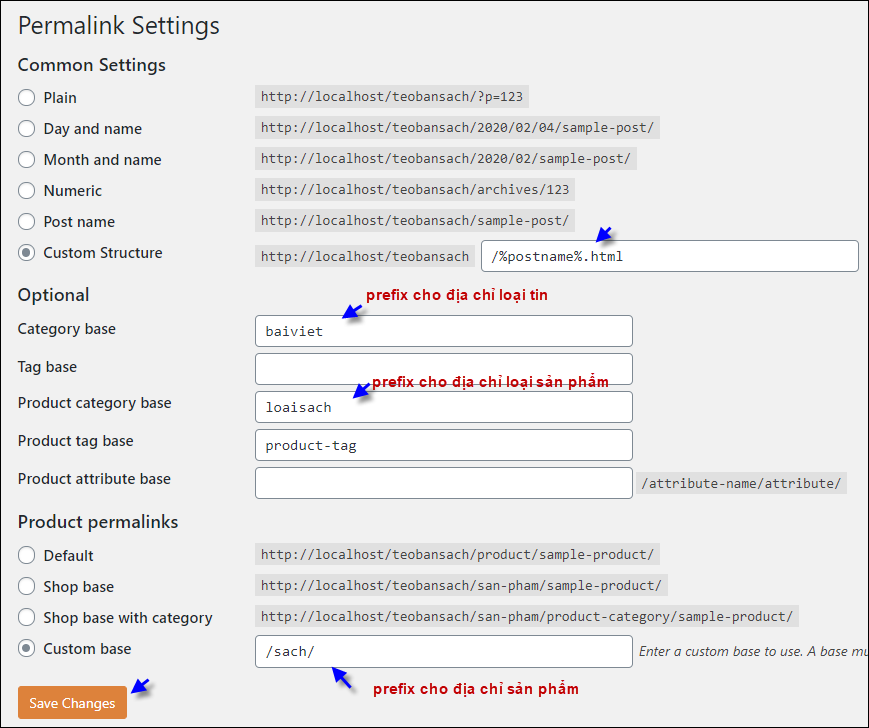 Permalink Settings
Common Settings
Plain http://localhost/teobansach/?p=123
Day and name http://localhost/teobansach/2020/02/04/sample-post/
Month and name http://localhost/teobansach/2020/02/sample-post/
Numeric http://localhost/teobansach/archives/123
Post name http://localhost/teobansach/sample-post/
Custom Structure http://localhost/teobansach /%postname%.html
Optional
prefix cho địa chỉ loại tin
Category base baiviet
Tag base
prefix cho địa chỉ loại sản phẩm
Product category base loaisach
Product tag base product-tag
Product attribute base /attribute-name/attribute/
Product permalinks
Default http://localhost/teobansach/product/sample-product/
Shop base http://localhost/teobansach/san-pham/sample-product/
Shop base with category http://localhost/teobansach/san-pham/product-category/sample-product/
Custom base /sach/ Enter a custom base to use. A base mu
prefix cho địa chỉ sản phẩm
Save Changes